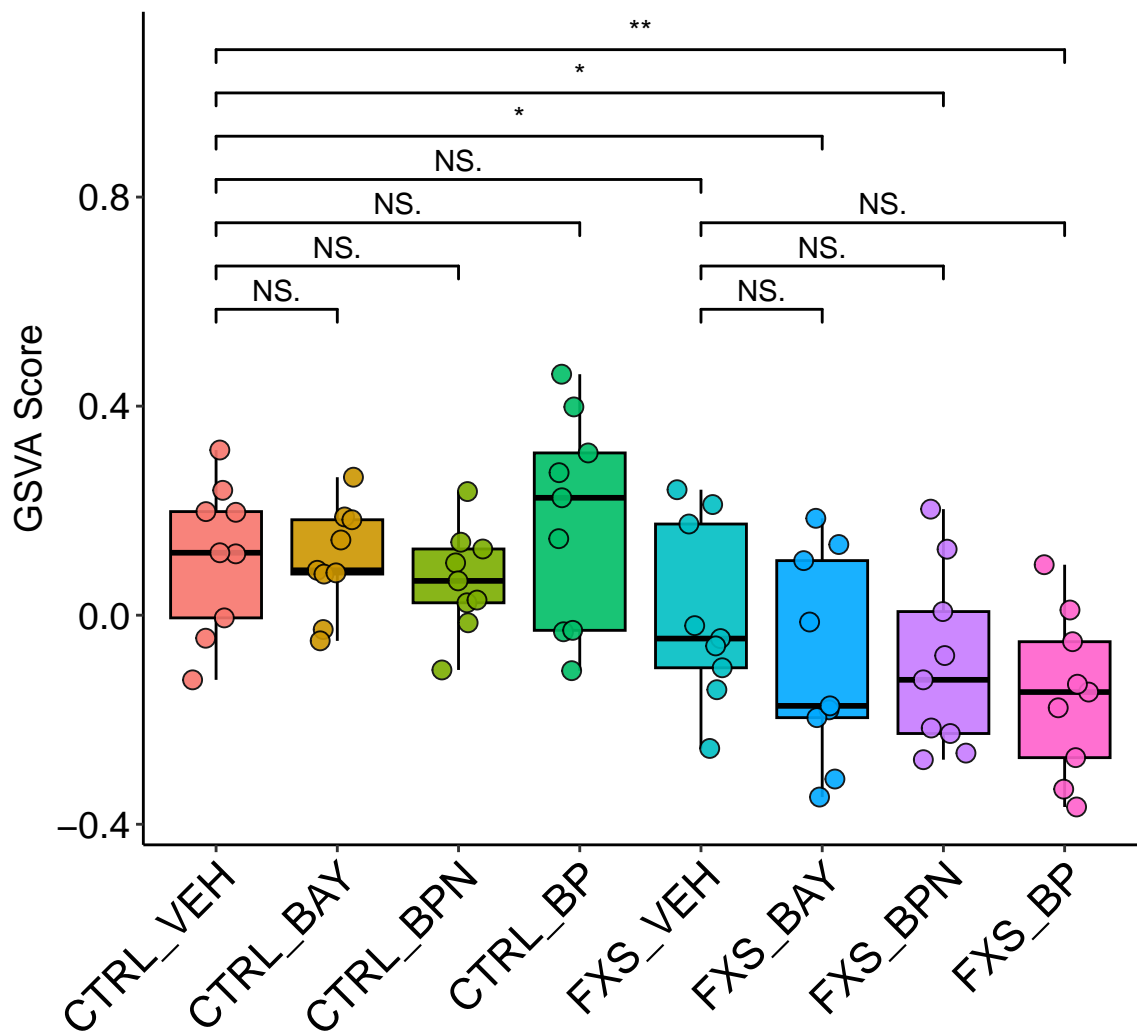 **
*
*
NS.
NS. NS.
NS. NS.
NS. NS.
0.8
0.4
0.0
−0.4
GSVA Score
CTRL_VEH
CTRL_BAY
CTRL_BPN
CTRL_BP
FXS_VEH
FXS_BAY
FXS_BPN
FXS_BP